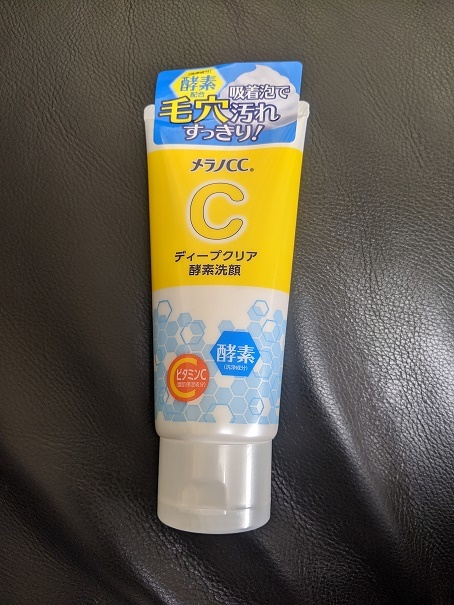 酵素
配合
吸着泡で
毛穴汚れ
すっきり!
メラノCC®
C
ディープクリア
酵素洗顔
酵素
(洗浄成分)
ビタミンC